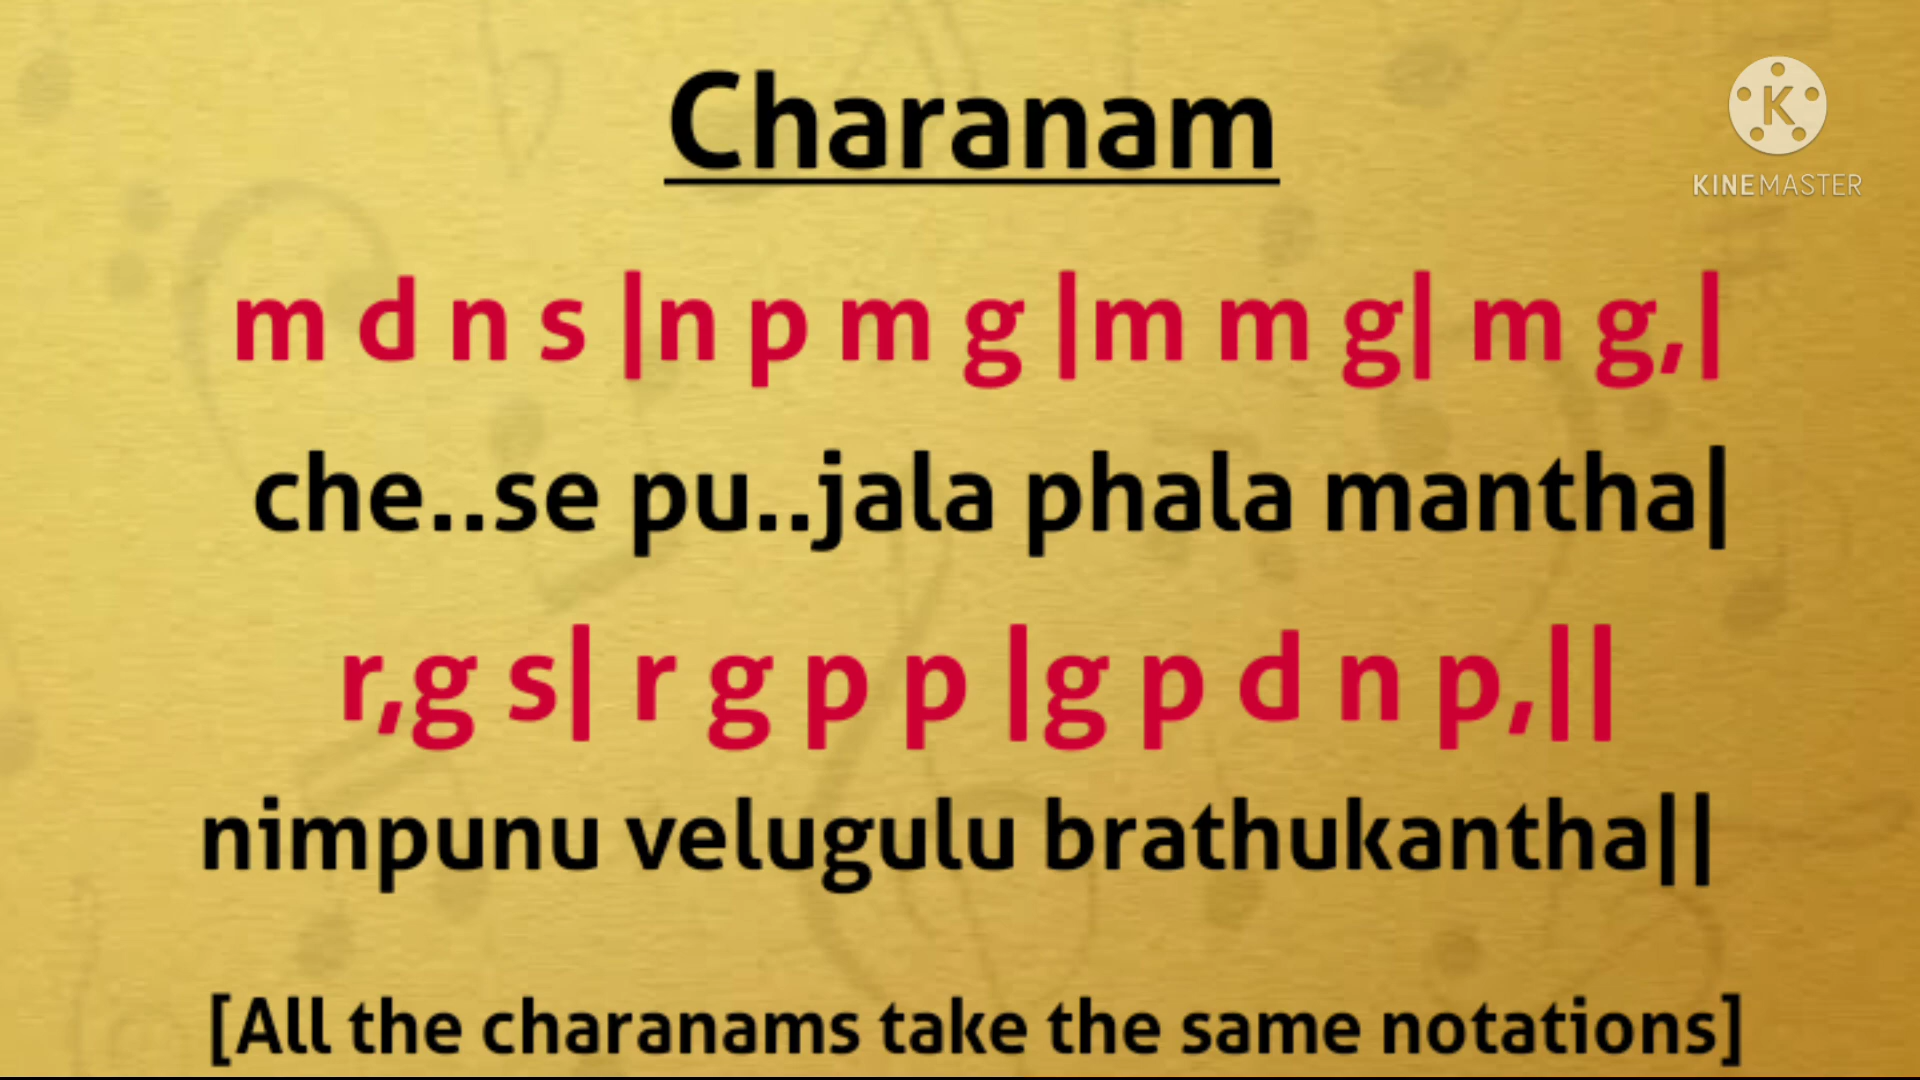 Charanam
K
KINEMASTER
m d n s |n p m g |m m g| m g,|
che..se pu..jala phala mantha|
r,g s| r g p p |g p d n p,||
nimpunu velugulu brathukantha||
[All the charanams take the same notations]